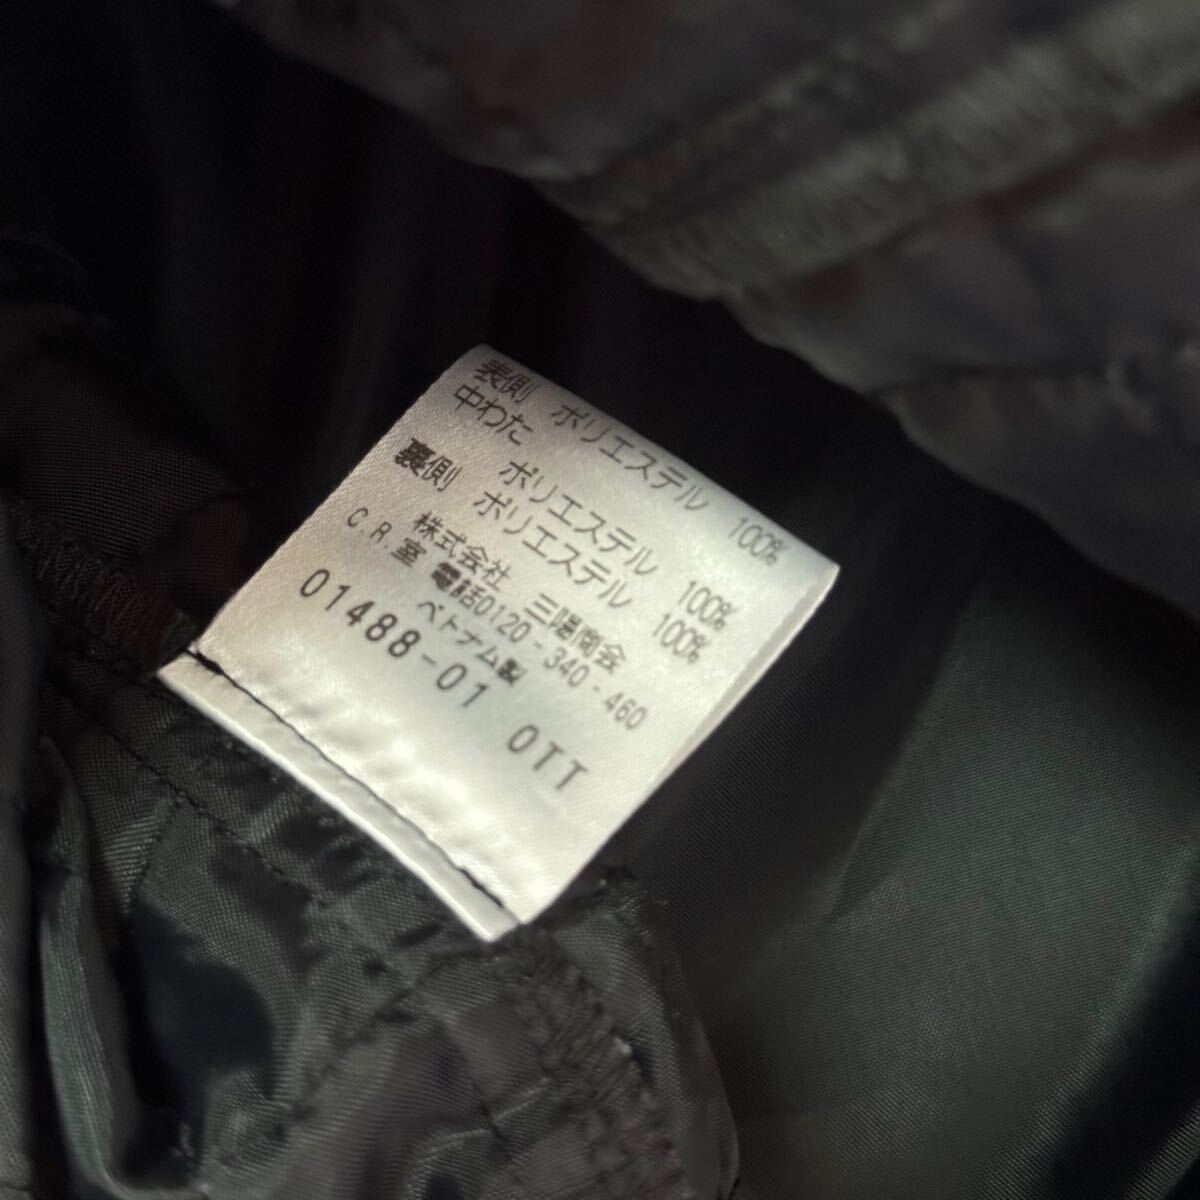 表側 ポリエステル 100%
中わた ポリエステル 100%
裏側 ポリエステル 100%
株式会社 三陽商会
C.R.室 電話0120-340-460
ベトナム製
01488-01 0TT